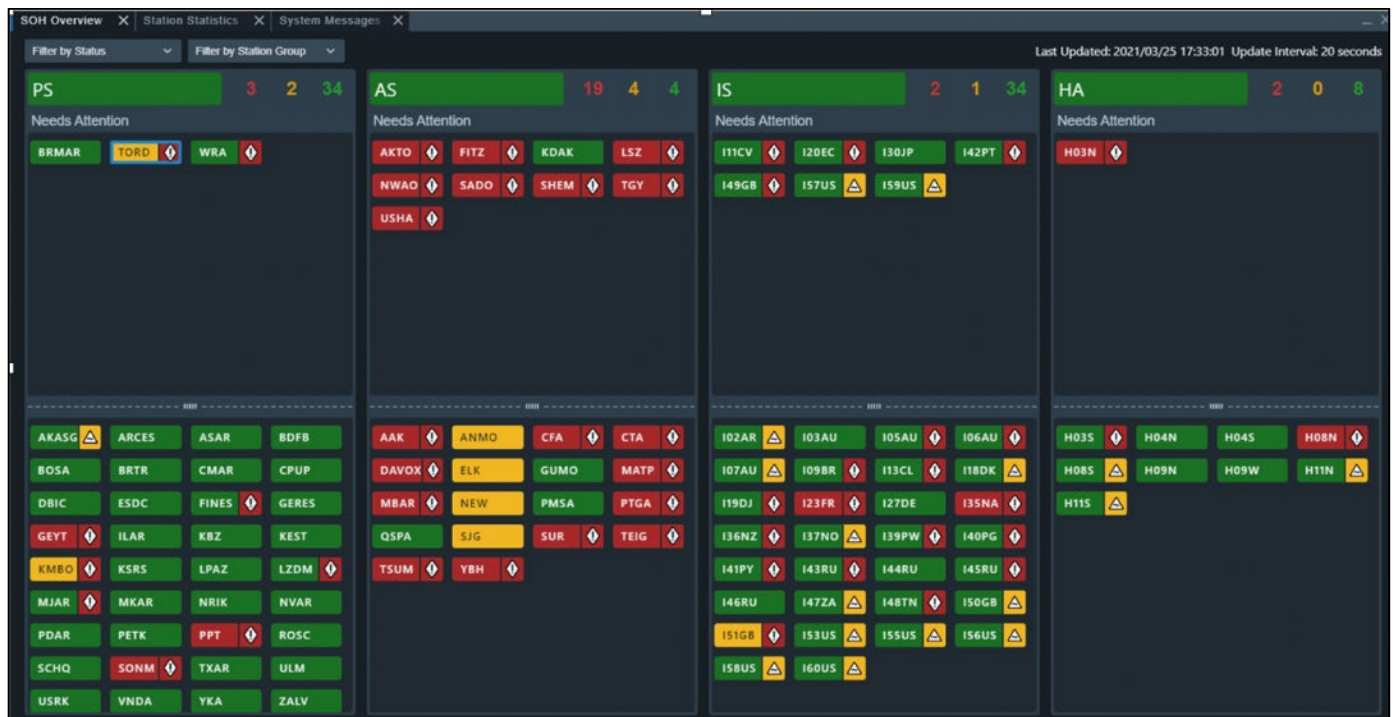 SOH Overview Station Statistics System Messages
Filter by Status Filter by Station Group Last Updated: 2021/03/25 17:33:01 Update Interval: 20 seconds
PS 3 2 34
Needs Attention
BRMAR TORD WRA
AKASG ARCES ASAR BDFB
BOSA BRTR CMAR CPUP
DBIC ESDC FINES GERES
GEYT ILAR KBZ KEST
KMBO KSRS LPAZ LZDM
MJAR MKAR NRIK NVAR
PDAR PETK PPT ROSC
SCHQ SONM TXAR ULM
USRK VNDA YKA ZALV
AS 19 4 4
Needs Attention
AKTO FITZ KDAK LSZ
NWAO SADO SHEM TGY
USHA
AAK ANMO CFA CTA
DAVOX ELK GUMO MATP
MBAR NEW PMSA PTGA
QSPA SJG SUR TEIG
TSUM YBH
IS 2 1 34
Needs Attention
I11CV I20EC I30JP I42PT
I49GB I57US I59US
I02AR I03AU I05AU I06AU
I07AU I09BR I13CL I18DK
I19DJ I23FR I27DE I35NA
I36NZ I37NO I39PW I40PG
I41PY I43RU I44RU I45RU
I46RU I47ZA I48TN I50GB
I51GB I53US I55US I56US
I58US I60US
HA 2 0 8
Needs Attention
H03N
H03S H04N H04S H08N
H08S H09N H09W H11N
H11S